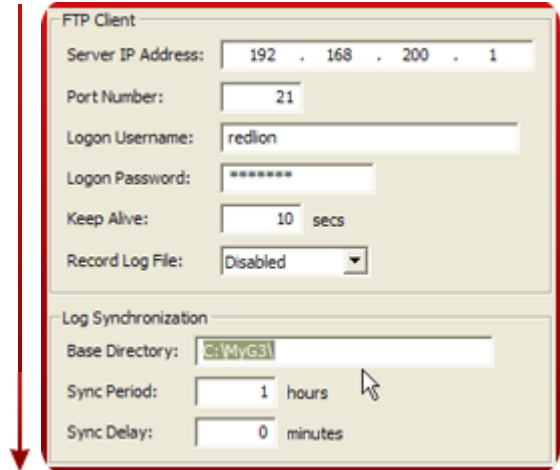 FTP Client
Server IP Address: 192 . 168 . 200 . 1
Port Number: 21
Logon Username: redlion
Logon Password: *******
Keep Alive: 10 secs
Record Log File: Disabled
Log Synchronization
Base Directory: C:\MyG3\
Sync Period: 1 hours
Sync Delay: 0 minutes